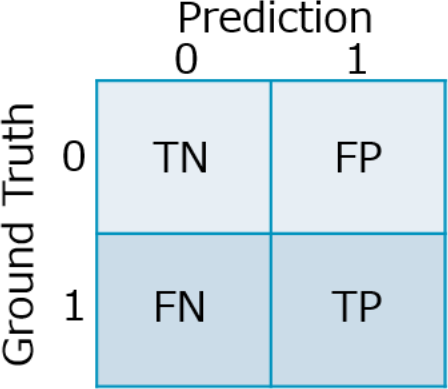 Prediction
0 1
Ground Truth
0 TN FP
1 FN TP